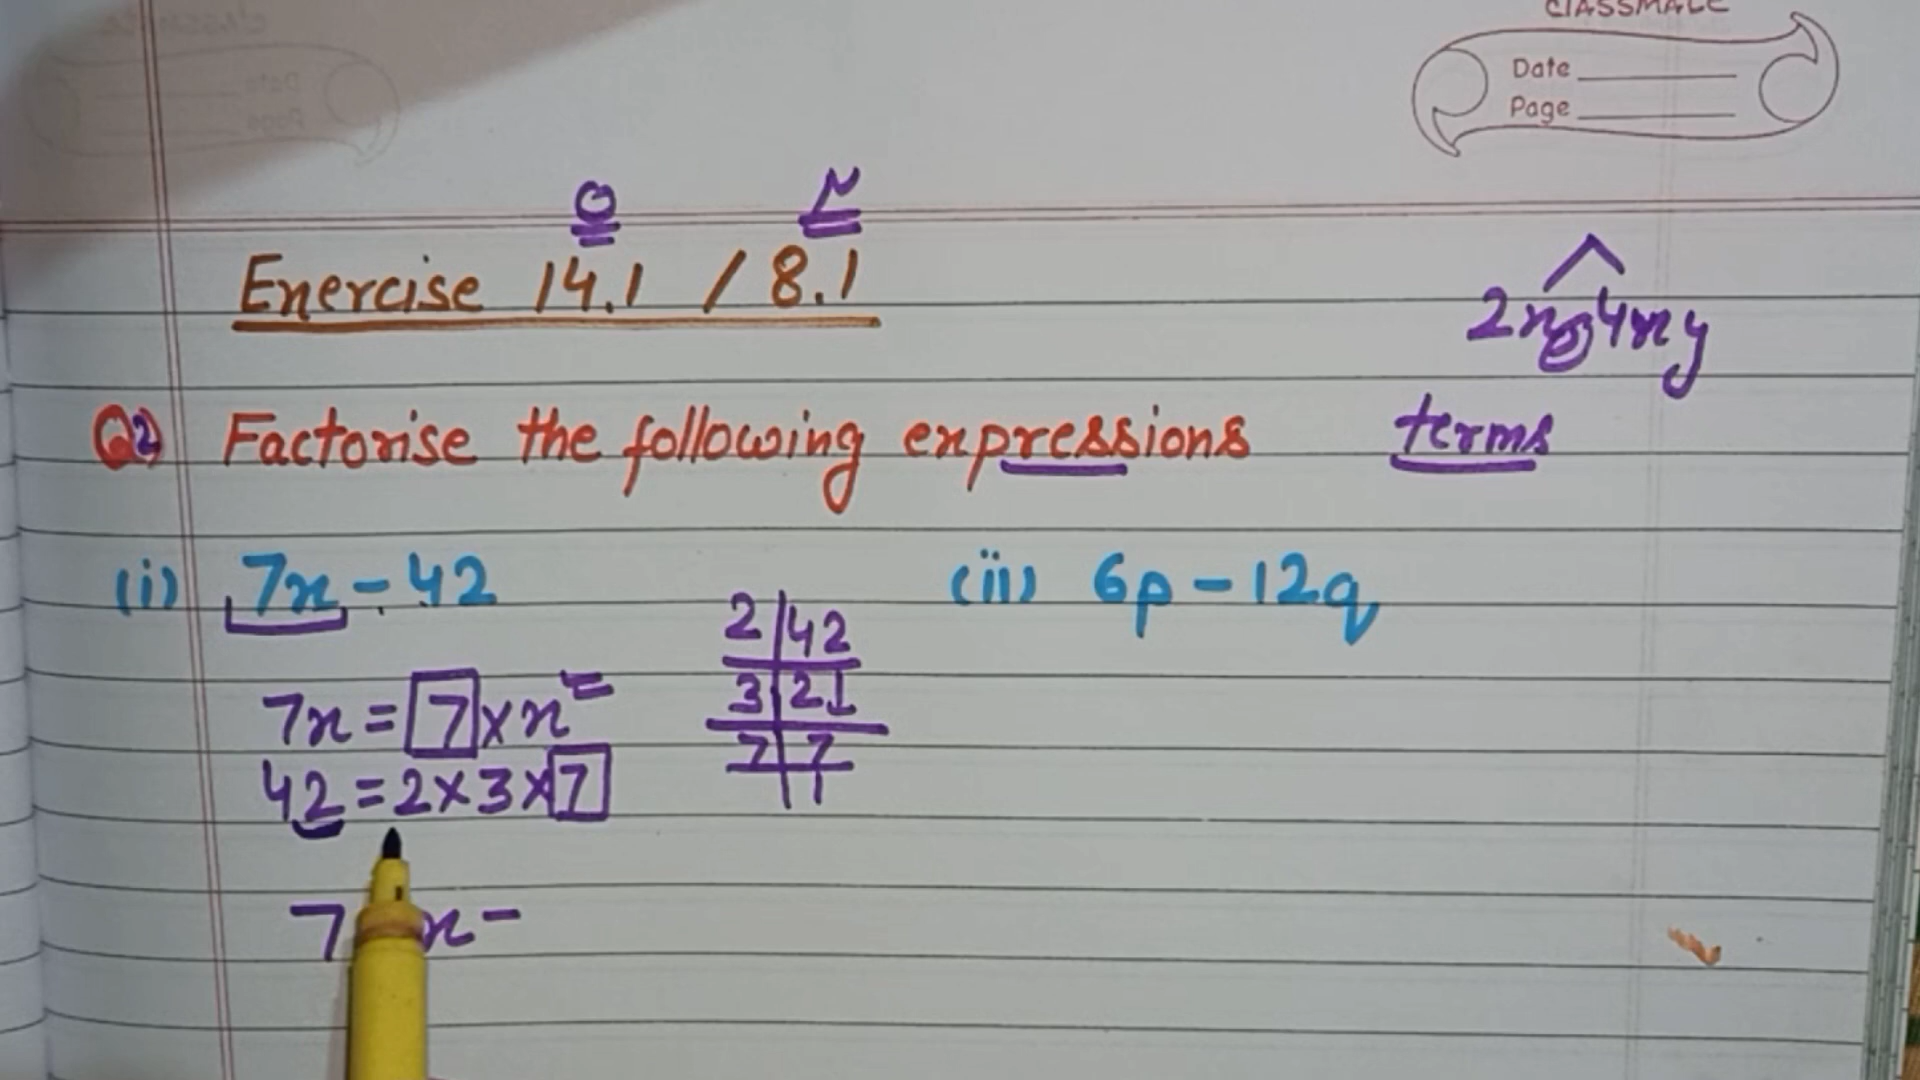 CLASSMATE
Date
Page
O N
Exercise 14.1 / 8.1
2x, 4xy
Q2) Factorise the following expressions terms
(i) 7x - 42
(ii) 6p - 12q
7x = 7 × x
42 = 2 × 3 × 7
2 | 42
3 | 21
7 | 7
1
7 x -